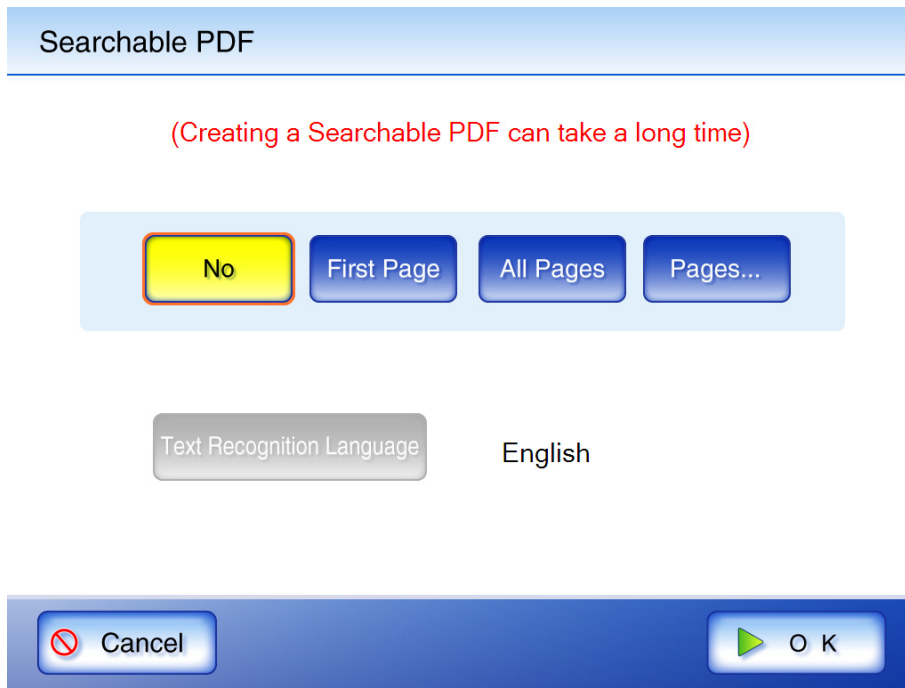 Searchable PDF
(Creating a Searchable PDF can take a long time)
No
First Page
All Pages
Pages...
Text Recognition Language
English
Cancel
O K